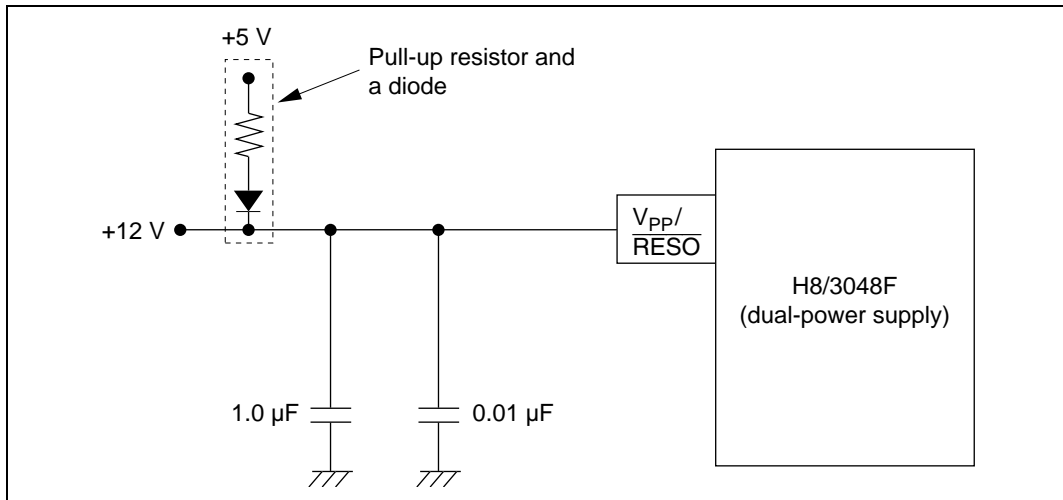 +5 V
Pull-up resistor and
a diode
+12 V
VPP/
RESO
H8/3048F
(dual-power supply)
1.0 µF
0.01 µF